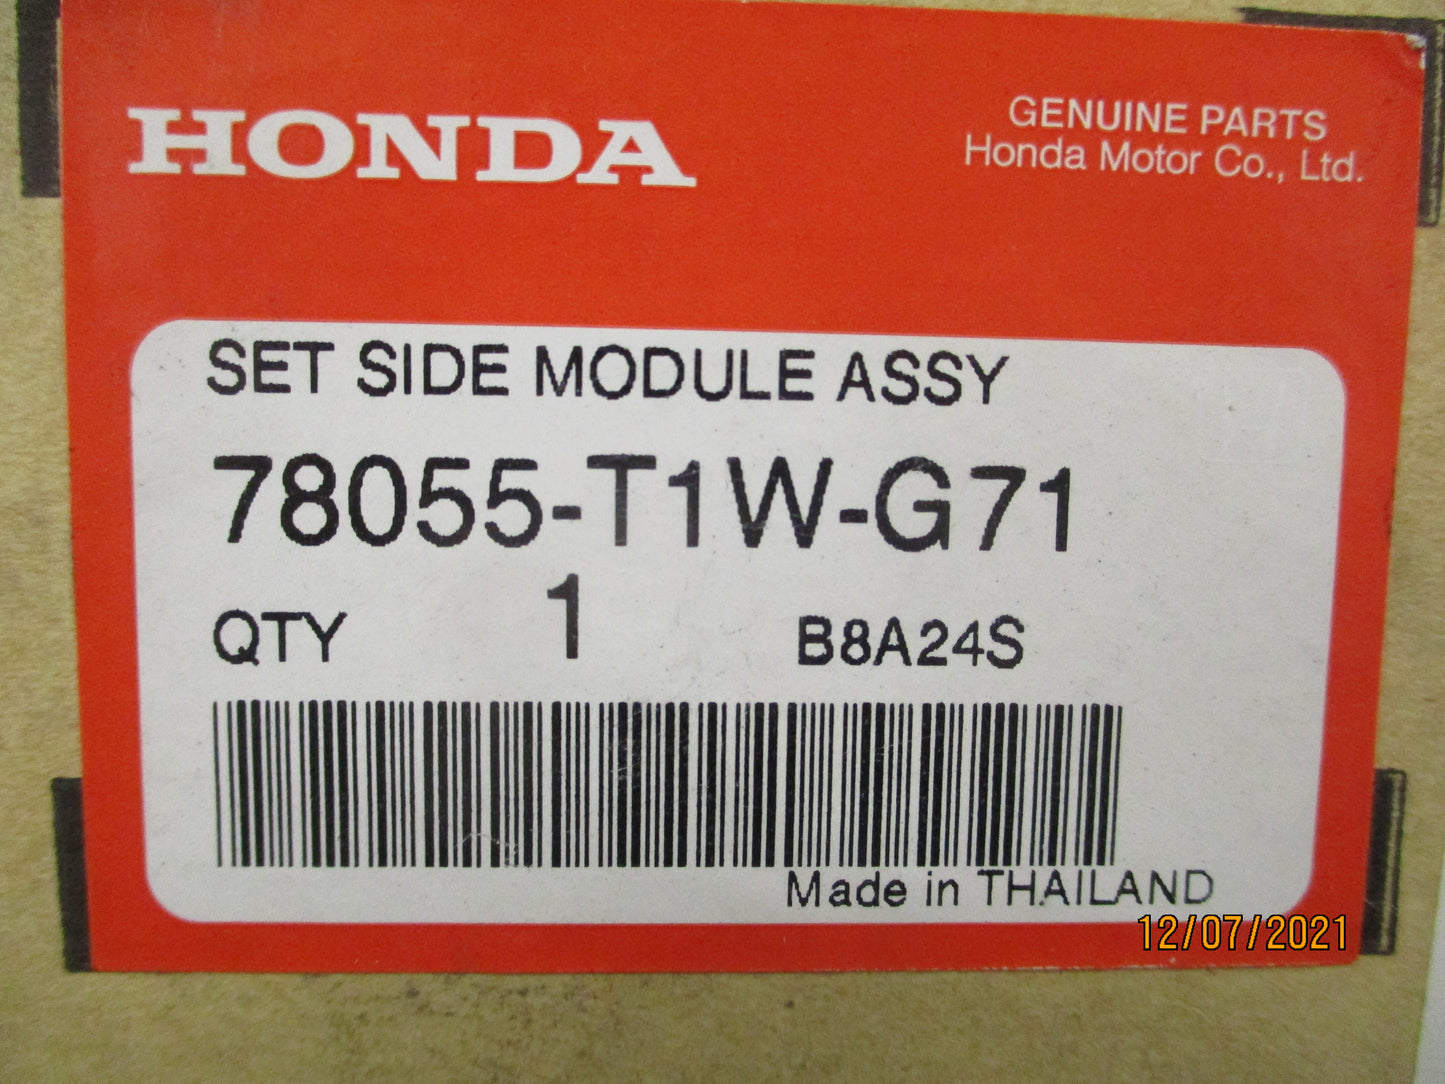 HONDA
GENUINE PARTS
Honda Motor Co., Ltd.
SET SIDE MODULE ASSY
78055-T1W-G71
QTY 1 B8A24S
Made in THAILAND
12/07/2021